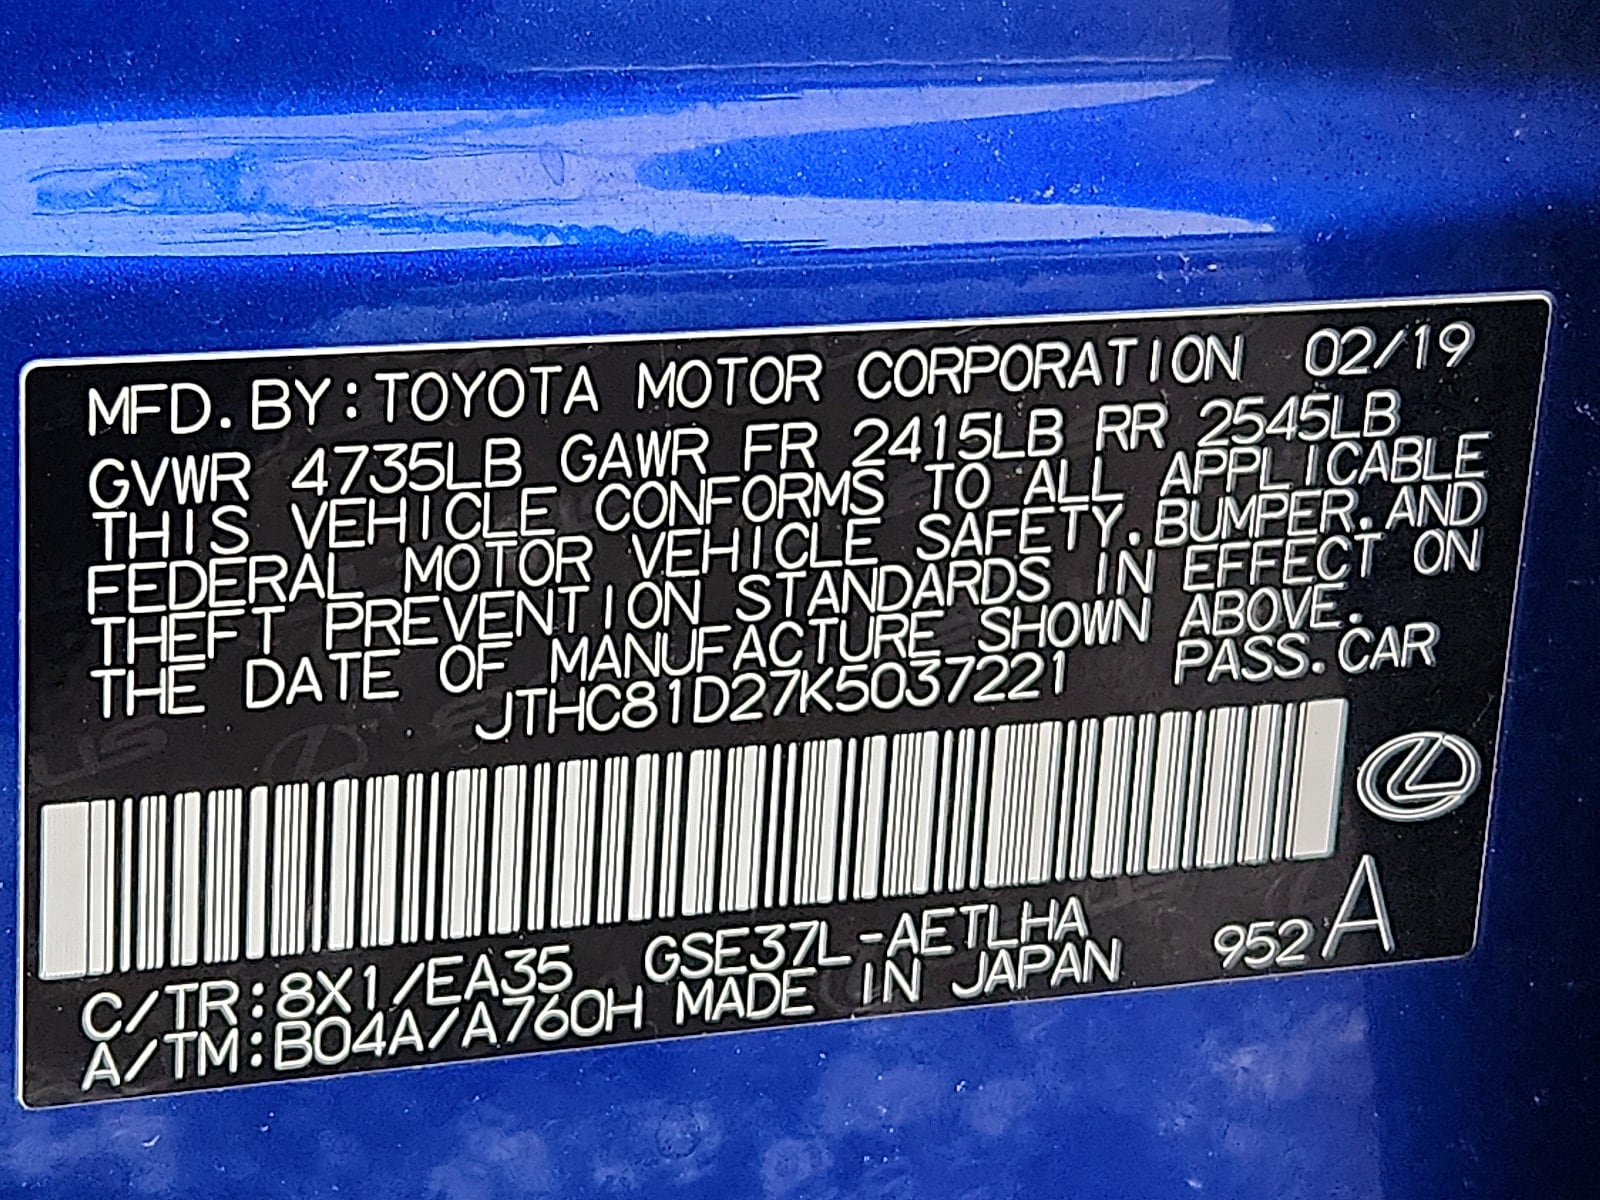 MFD. BY: TOYOTA MOTOR CORPORATION 02/19
GVWR 4735LB GAWR FR 2415LB RR 2545LB
THIS VEHICLE CONFORMS TO ALL APPLICABLE
FEDERAL MOTOR VEHICLE SAFETY, BUMPER, AND
THEFT PREVENTION STANDARDS IN EFFECT ON
THE DATE OF MANUFACTURE SHOWN ABOVE.
JTHC81D27K5037221 PASS. CAR
C/TR: 8X1/EA35 GSE37L-AETLHA
A/TM: B04A/A760H MADE IN JAPAN 952 A